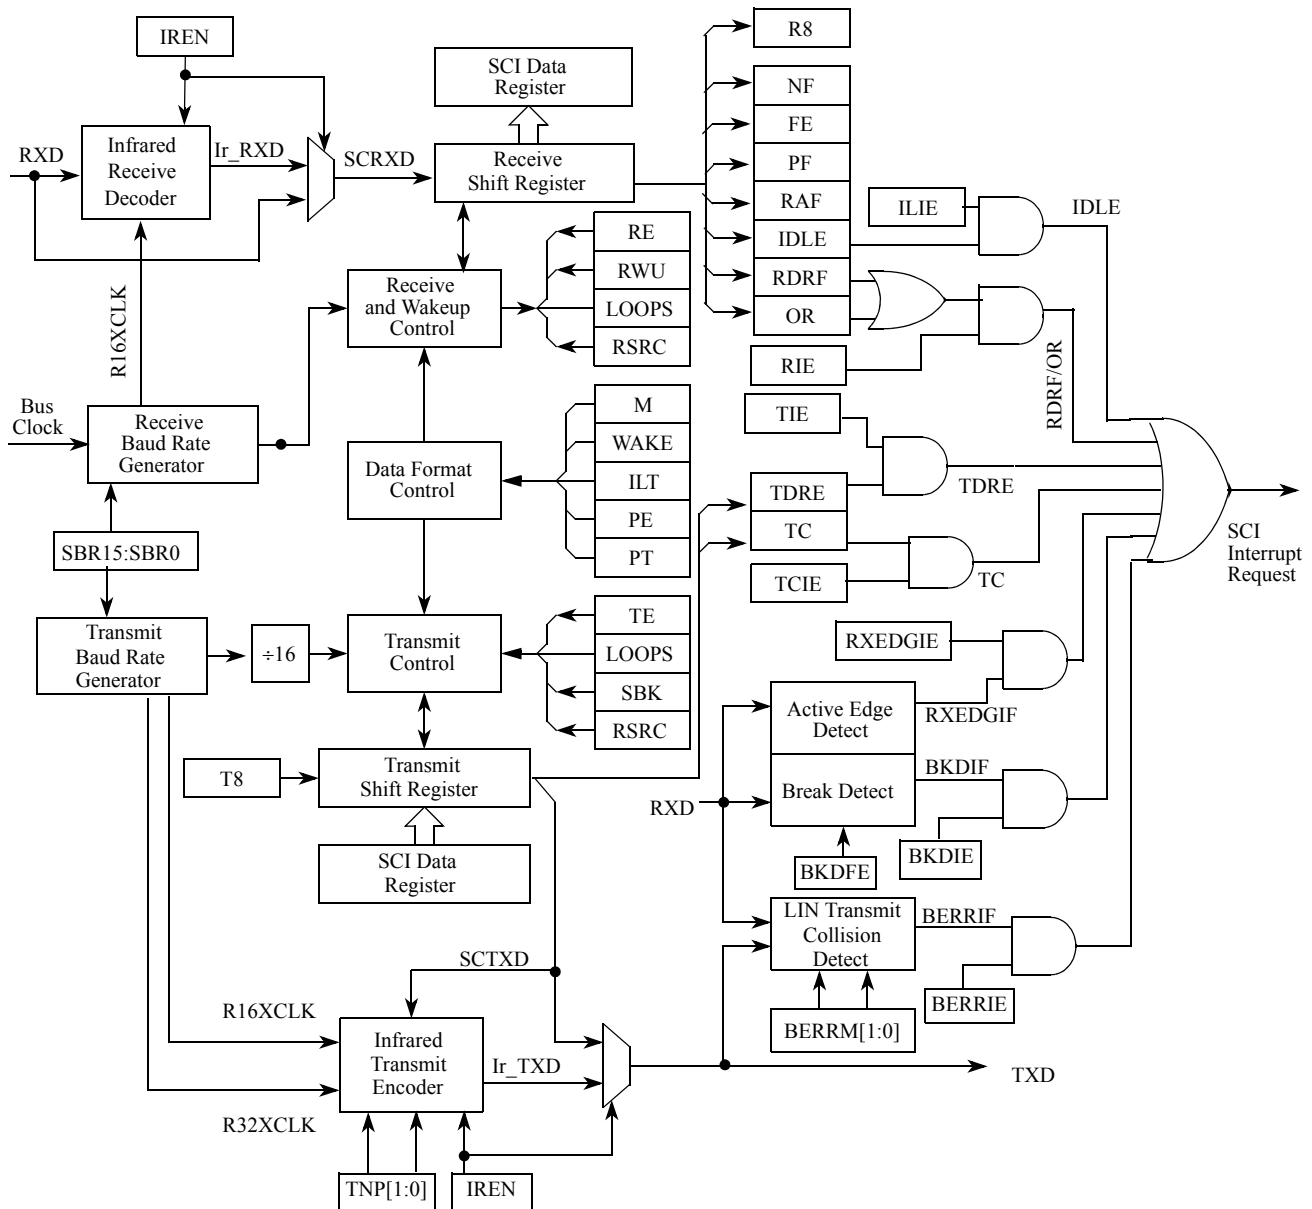 IREN
SCI Data
Register
R8
NF
FE
PF
RAF
IDLE
RDRF
OR
RXD
Infrared
Receive
Decoder
Ir_RXD
SCRXD
Receive
Shift Register
ILIE
IDLE
RE
RWU
LOOPS
RSRC
Receive
and Wakeup
Control
R16XCLK
RIE
RDRF/OR
Bus
Clock
Receive
Baud Rate
Generator
M
WAKE
ILT
PE
PT
Data Format
Control
TIE
TDRE
TC
TDRE
TCIE
TC
SCI
Interrupt
Request
SBR15:SBR0
Transmit
Baud Rate
Generator
÷16
Transmit
Control
TE
LOOPS
SBK
RSRC
RXEDGIE
Active Edge
Detect
RXEDGIF
Break Detect
BKDIF
RXD
BKDFE
BKDIE
T8
Transmit
Shift Register
SCI Data
Register
LIN Transmit
Collision
Detect
BERRIF
BERRIE
BERRM[1:0]
SCTXD
R16XCLK
Infrared
Transmit
Encoder
Ir_TXD
TXD
R32XCLK
TNP[1:0]
IREN